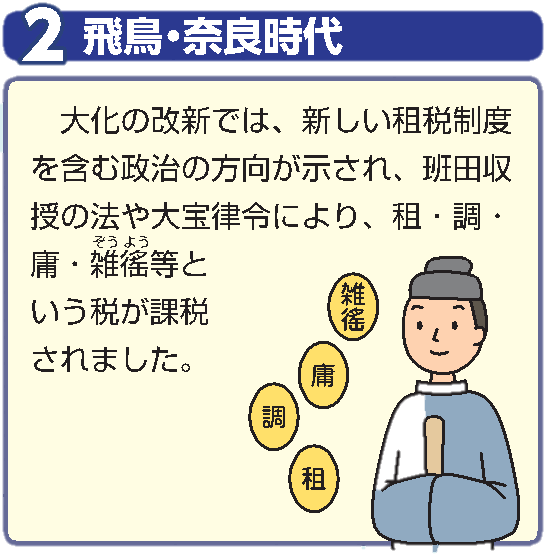 2 飛鳥・奈良時代
大化の改新では、新しい租税制度
を含む政治の方向が示され、班田収
授の法や大宝律令により、租・調・
ぞうよう
庸・雑徭等と
いう税が課税
されました。
雑徭
庸
調
租